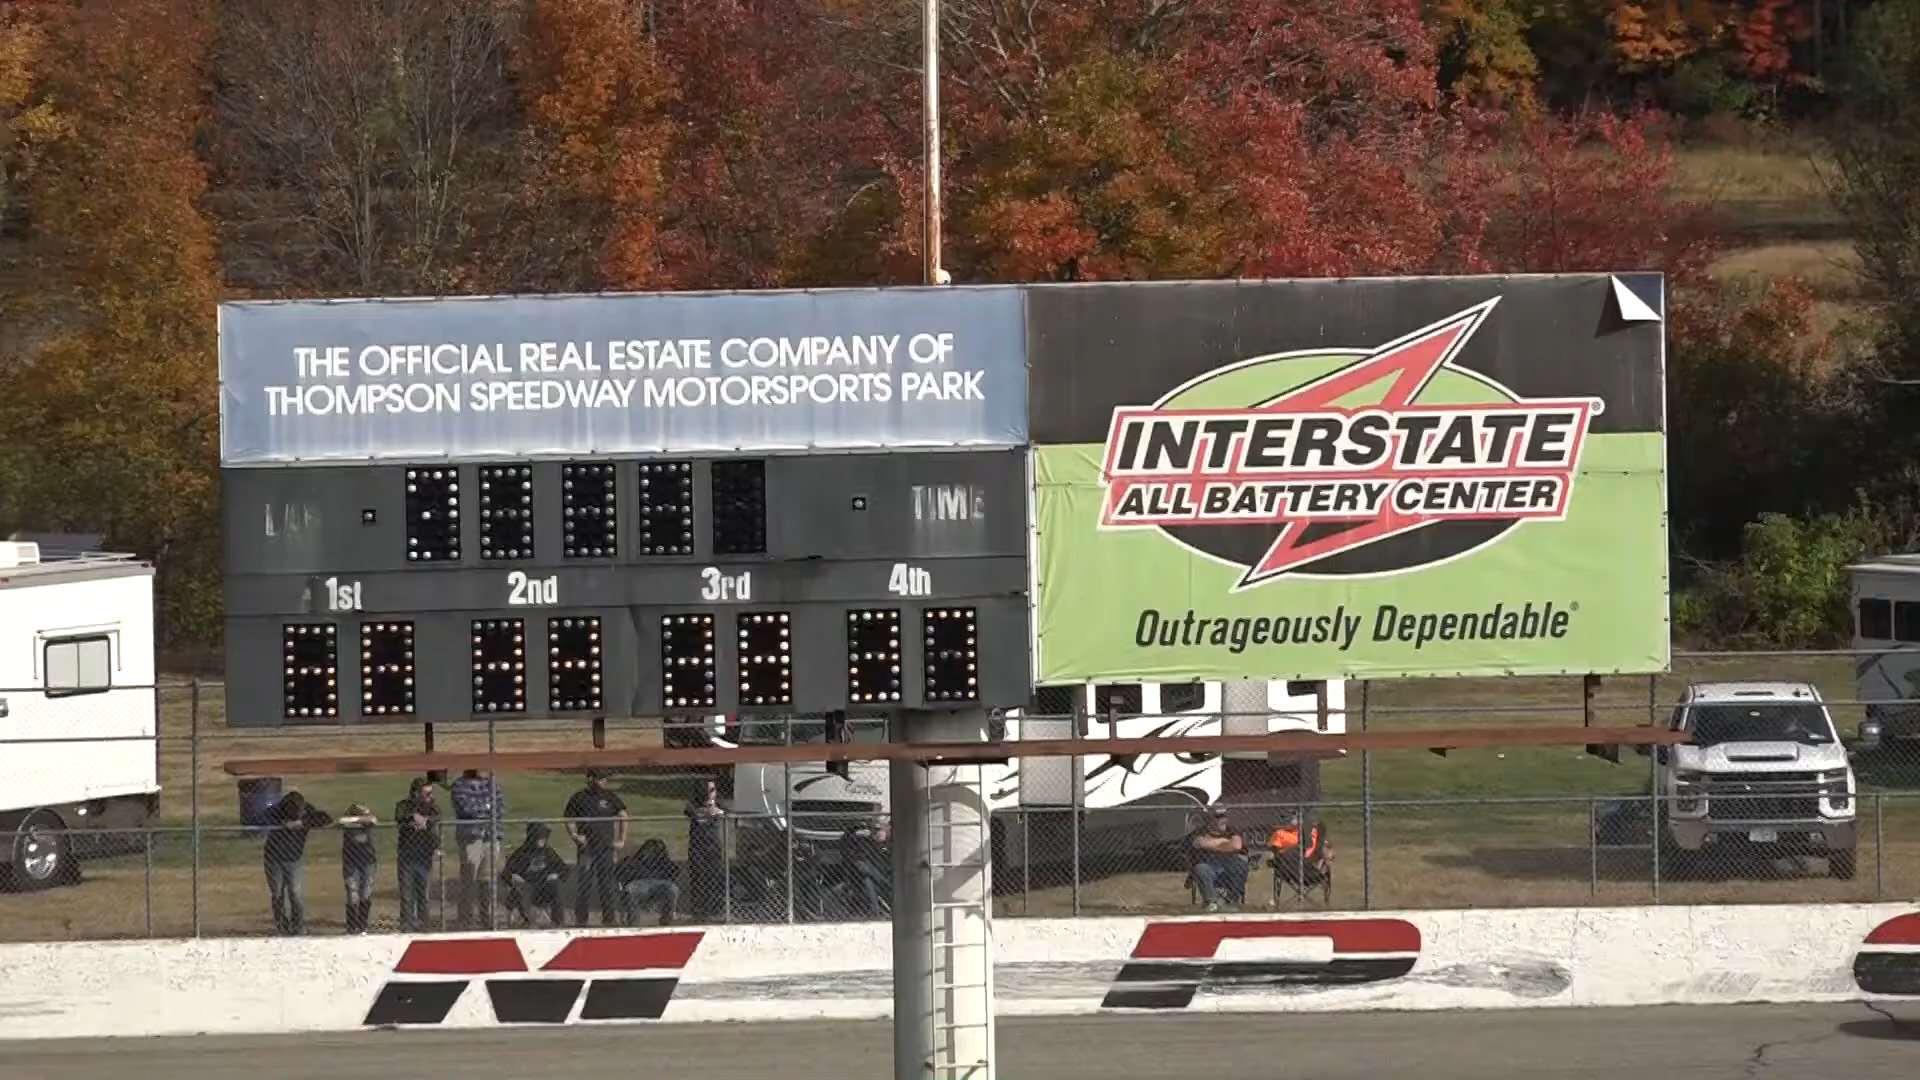 THE OFFICIAL REAL ESTATE COMPANY OF
THOMPSON SPEEDWAY MOTORSPORTS PARK
LAP
TIME
1st 2nd 3rd 4th
INTERSTATE®
ALL BATTERY CENTER
Outrageously Dependable®
M P